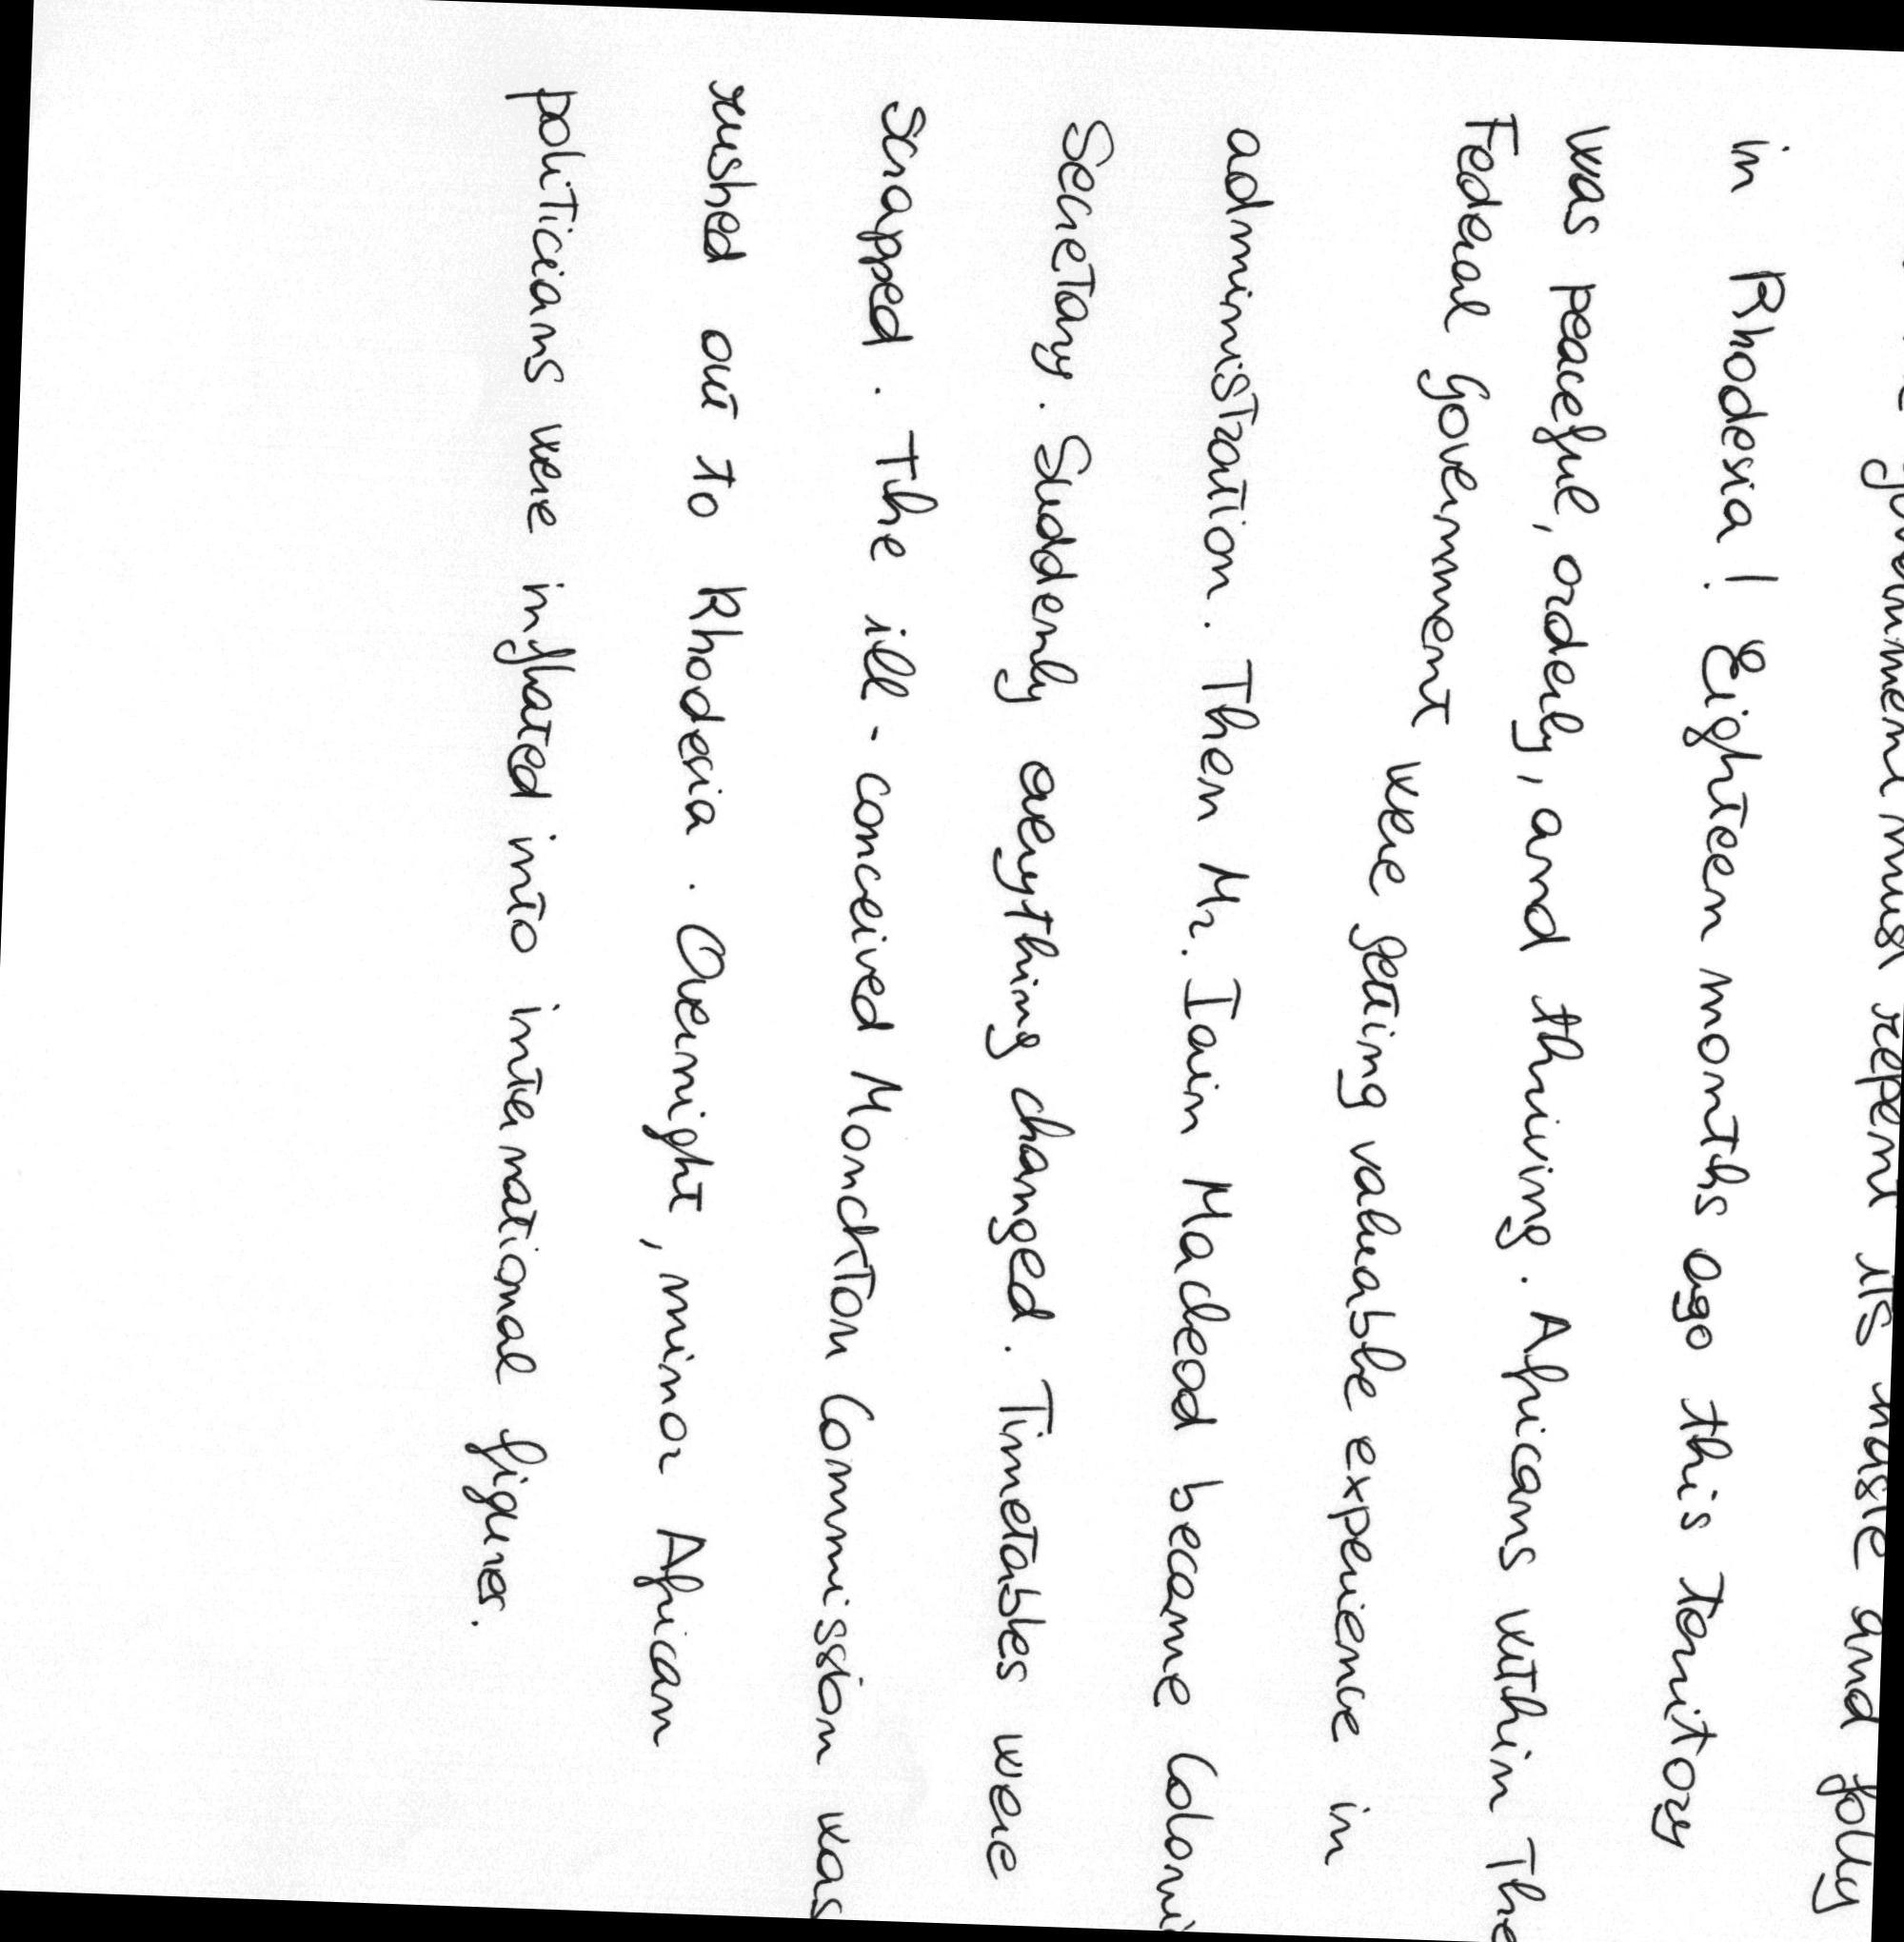 government must repent its haste and folly
in Rhodesia! Eighteen months ago this territory
was peaceful, orderly, and thriving. Africans within the
Federal Government were getting valuable experience in
administration. Then Mr. Iain Macleod became Coloni
Secretary. Suddenly everything changed. Timetables were
scrapped. The ill-conceived Monckton Commission was
rushed out to Rhodesia. Overnight, minor African
politicians were inflated into international figures.